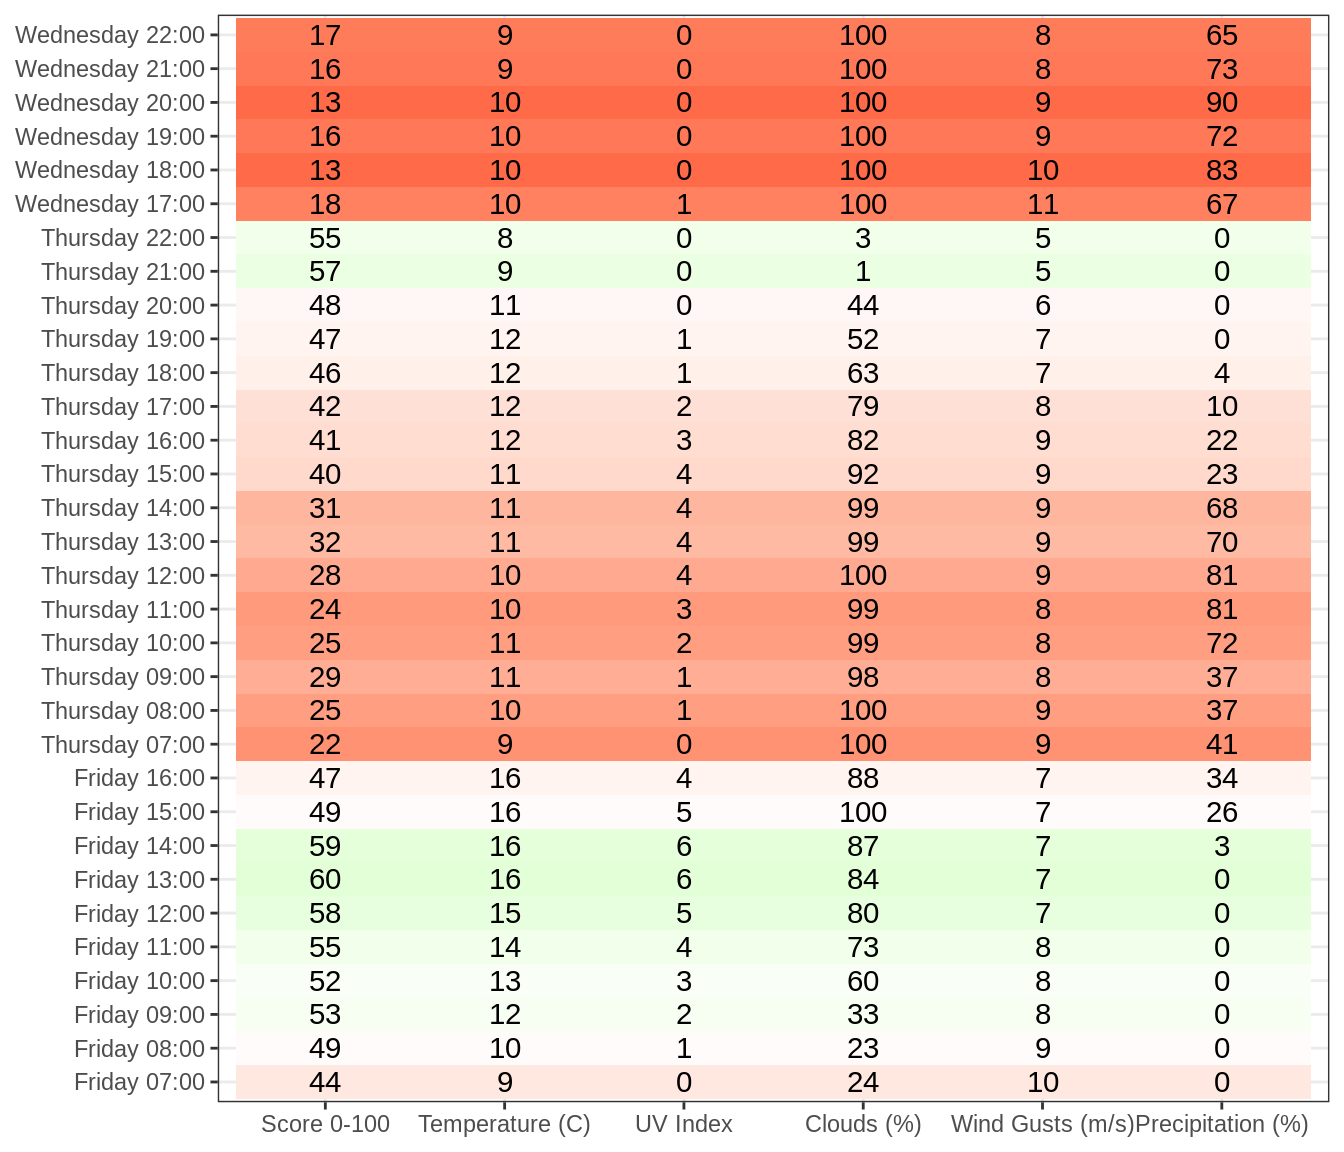 Wednesday 22:00 17 9 0 100 8 65
Wednesday 21:00 16 9 0 100 8 73
Wednesday 20:00 13 10 0 100 9 90
Wednesday 19:00 16 10 0 100 9 72
Wednesday 18:00 13 10 0 100 10 83
Wednesday 17:00 18 10 1 100 11 67
Thursday 22:00 55 8 0 3 5 0
Thursday 21:00 57 9 0 1 5 0
Thursday 20:00 48 11 0 44 6 0
Thursday 19:00 47 12 1 52 7 0
Thursday 18:00 46 12 1 63 7 4
Thursday 17:00 42 12 2 79 8 10
Thursday 16:00 41 12 3 82 9 22
Thursday 15:00 40 11 4 92 9 23
Thursday 14:00 31 11 4 99 9 68
Thursday 13:00 32 11 4 99 9 70
Thursday 12:00 28 10 4 100 9 81
Thursday 11:00 24 10 3 99 8 81
Thursday 10:00 25 11 2 99 8 72
Thursday 09:00 29 11 1 98 8 37
Thursday 08:00 25 10 1 100 9 37
Thursday 07:00 22 9 0 100 9 41
Friday 16:00 47 16 4 88 7 34
Friday 15:00 49 16 5 100 7 26
Friday 14:00 59 16 6 87 7 3
Friday 13:00 60 16 6 84 7 0
Friday 12:00 58 15 5 80 7 0
Friday 11:00 55 14 4 73 8 0
Friday 10:00 52 13 3 60 8 0
Friday 09:00 53 12 2 33 8 0
Friday 08:00 49 10 1 23 9 0
Friday 07:00 44 9 0 24 10 0
Score 0-100 Temperature (C) UV Index Clouds (%) Wind Gusts (m/s) Precipitation (%)